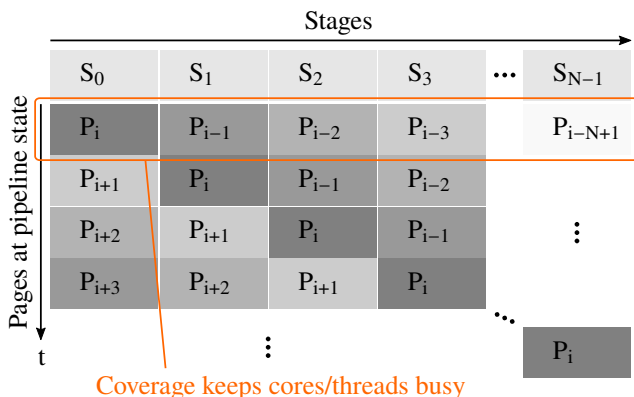 Stages
S0 S1 S2 S3 ... SN−1
Pi Pi−1 Pi−2 Pi−3 Pi−N+1
Pi+1 Pi Pi−1 Pi−2
Pi+2 Pi+1 Pi Pi−1
Pi+3 Pi+2 Pi+1 Pi
Pi
Pages at pipeline state
t
Coverage keeps cores/threads busy